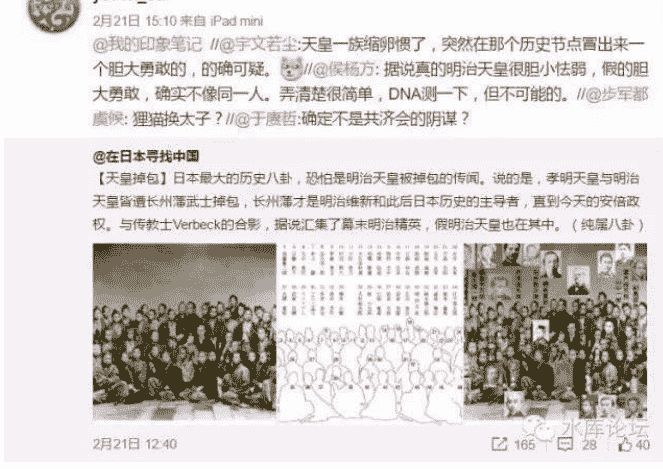 2月21日 15:10 来自 iPad mini
@我的印象笔记 //@宇文若尘:天皇一族缩卵惯了，突然在那个历史节点冒出来一
个胆大勇敢的，的确可疑。 //@侯杨方: 据说真的明治天皇很胆小怯弱，假的胆
大勇敢，确实不像同一人。弄清楚很简单，DNA测一下，但不可能的。//@步军都
虞候: 狸猫换太子？//@于赓哲:确定不是共济会的阴谋？
@在日本寻找中国
【天皇掉包】日本最大的历史八卦，恐怕是明治天皇被掉包的传闻。说的是，孝明天皇与明治
天皇皆遭长州藩武士掉包，长州藩才是明治维新和此后日本历史的主导者，直到今天的安倍政
权。与传教士Verbeck的合影，据说汇集了幕末明治精英，假明治天皇也在其中。（纯属八卦）
2月21日 12:40
165
28
40
水库论坛